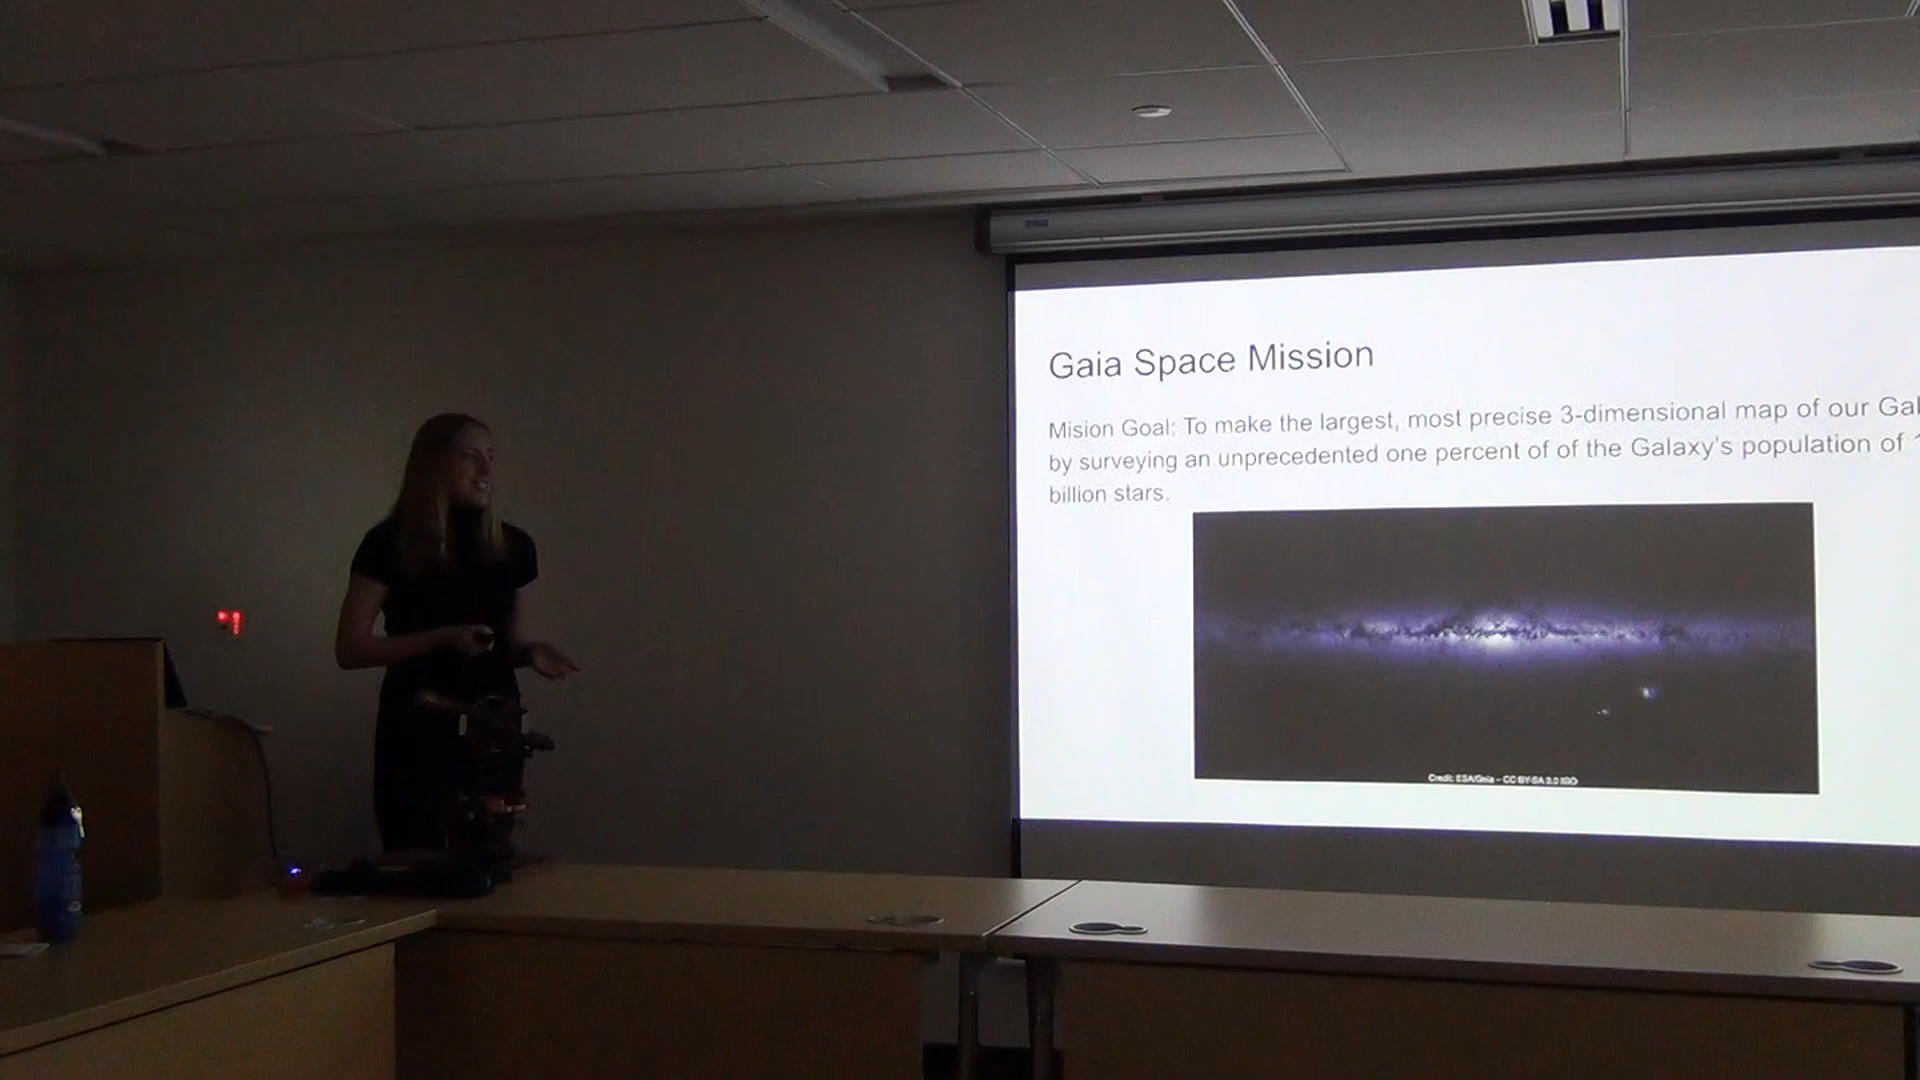 Gaia Space Mission
Mision Goal: To make the largest, most precise 3-dimensional map of our
by surveying an unprecedented one percent of of the Galaxy's population of
billion stars.
Credit: ESA/Gaia – CC BY-SA 3.0 IGO